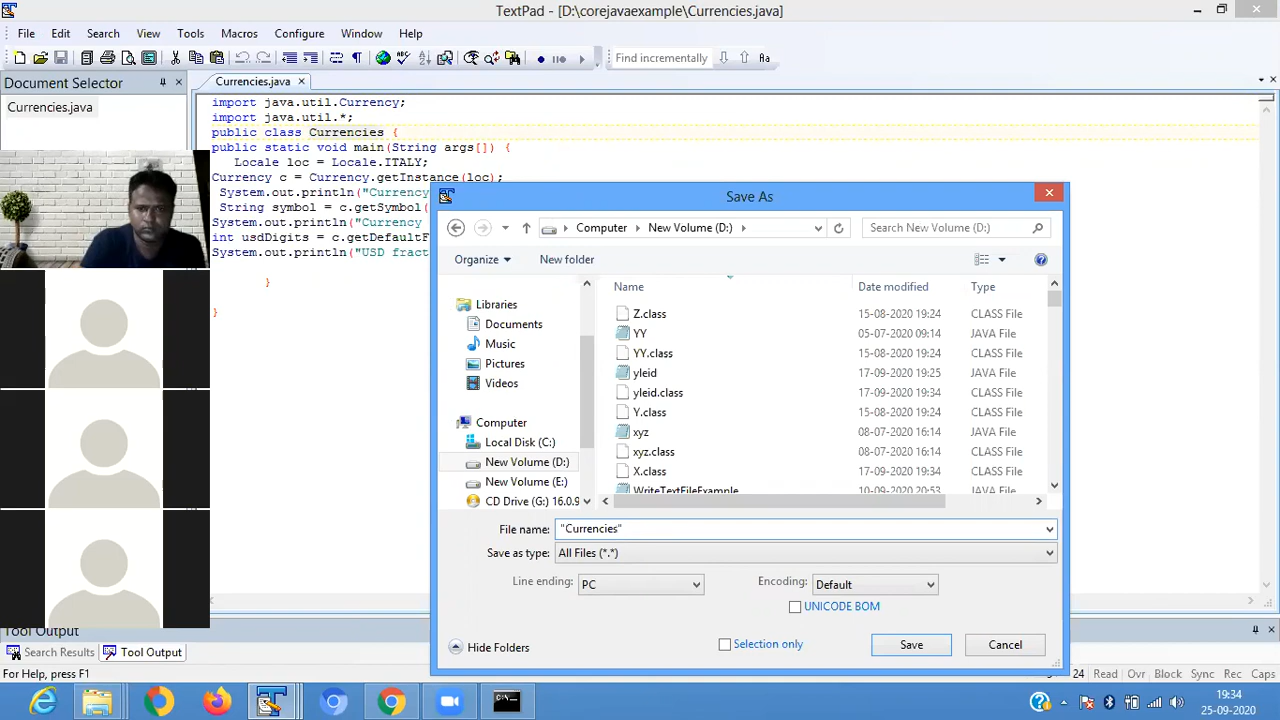 TextPad - [D:\corejavaexample\Currencies.java]
File Edit Search View Tools Macros Configure Window Help
Find incrementally
Document Selector
Currencies.java
Currencies.java
import java.util.Currency;
import java.util.*;
public class Currencies {
public static void main(String args[]) {
Locale loc = Locale.ITALY;
Currency c = Currency.getInstance(loc);
System.out.println("Currency
String symbol = c.getSymbol(
System.out.println("Currency
int usdDigits = c.getDefaultF
System.out.println("USD fract
}
}
Save As
Computer New Volume (D:)
Search New Volume (D:)
Organize New folder
Libraries
Documents
Music
Pictures
Videos
Computer
Local Disk (C:)
New Volume (D:)
New Volume (E:)
CD Drive (G:) 16.0.9
Name Date modified Type
Z.class 15-08-2020 19:24 CLASS File
YY 05-07-2020 09:14 JAVA File
YY.class 15-08-2020 19:24 CLASS File
yleid 17-09-2020 19:25 JAVA File
yleid.class 17-09-2020 19:34 CLASS File
Y.class 15-08-2020 19:24 CLASS File
xyz 08-07-2020 16:14 JAVA File
xyz.class 08-07-2020 16:14 CLASS File
X.class 17-09-2020 19:34 CLASS File
WriteTextFileExample 10-09-2020 20:53 JAVA File
File name: "Currencies"
Save as type: All Files (*.*)
Line ending: PC
Encoding: Default
UNICODE BOM
Hide Folders
Selection only
Save Cancel
Tool Output
Search Results Tool Output
For Help, press F1
24 Read Ovr Block Sync Rec Caps
19:34
25-09-2020